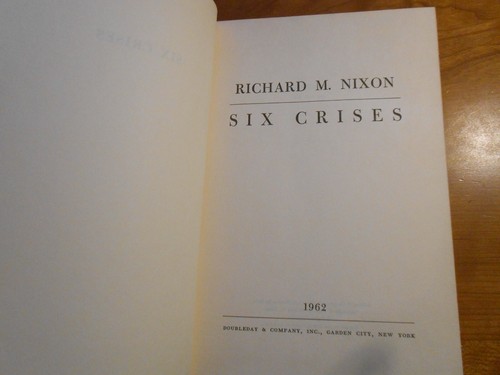 RICHARD M. NIXON
SIX CRISES
1962
DOUBLEDAY & COMPANY, INC., GARDEN CITY, NEW YORK